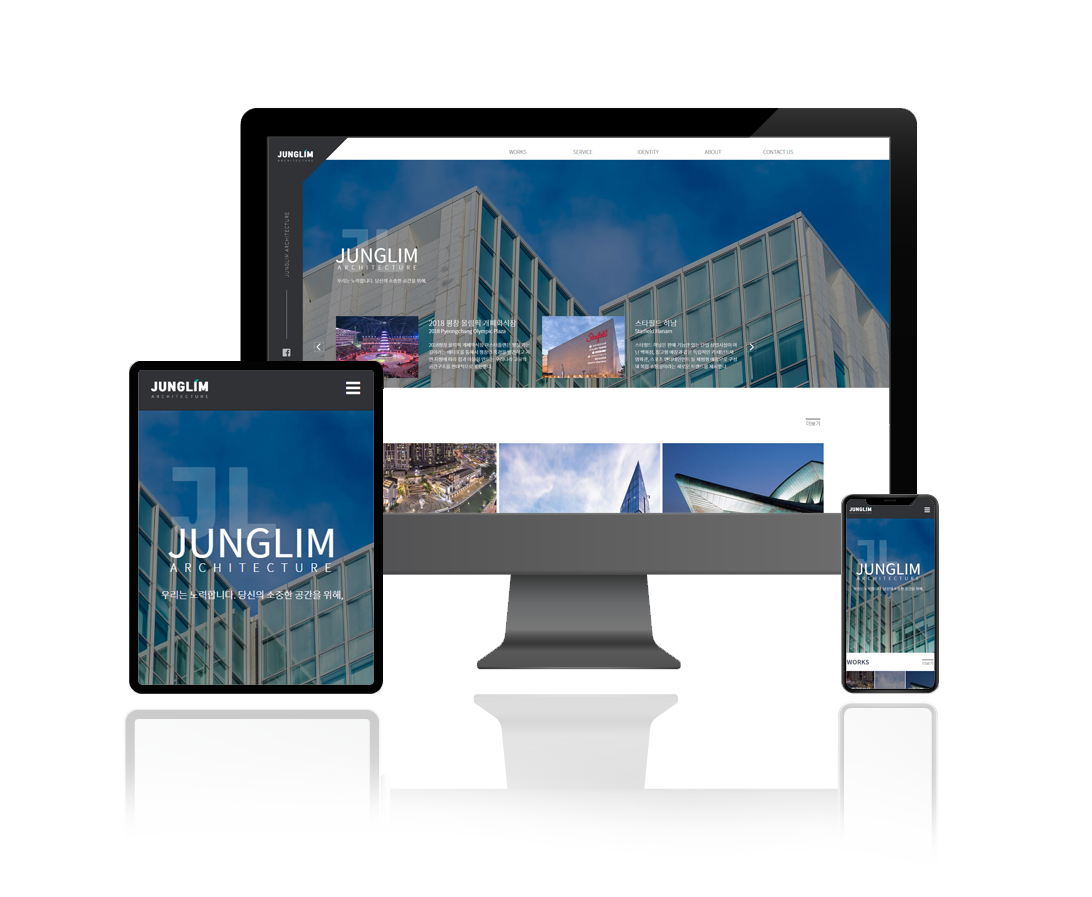 JUNGLIM
ARCHITECTURE
WORKS
SERVICE
IDENTITY
ABOUT
CONTACT US
JUNGLIM ARCHITECTURE
JL
JUNGLIM
ARCHITECTURE
우리는 노력합니다. 당신의 소중한 공간을 위해,
2018 평창 올림픽 개폐회식장
2018 Pyeongchang Olympic Plaza
스타필드 하남
Starfield Hanam
더보기
JUNGLIM
ARCHITECTURE
JL
JUNGLIM
ARCHITECTURE
우리는 노력합니다. 당신의 소중한 공간을 위해,
JUNGLIM
JL
JUNGLIM
ARCHITECTURE
우리는 노력합니다. 당신의 소중한 공간을 위해,
WORKS
더보기